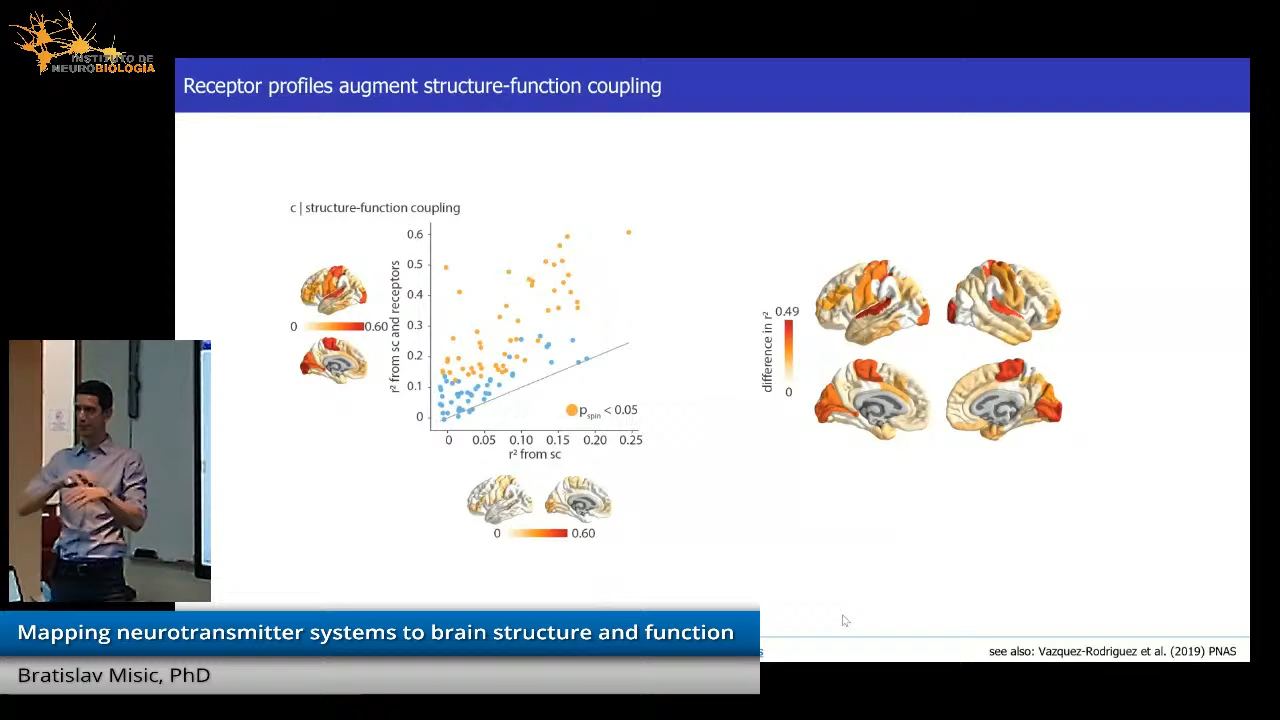 INSTITUTO DE
NEUROBIOLOGÍA
Receptor profiles augment structure-function coupling
c | structure-function coupling
r² from sc and receptors
0.6
0.5
0.4
0.3
0.2
0.1
0
0 0.60
p spin < 0.05
0 0.05 0.10 0.15 0.20 0.25
r² from sc
0 0.60
difference in r²
0.49
0
Mapping neurotransmitter systems to brain structure and function
Bratislav Misic, PhD
see also: Vazquez-Rodriguez et al. (2019) PNAS